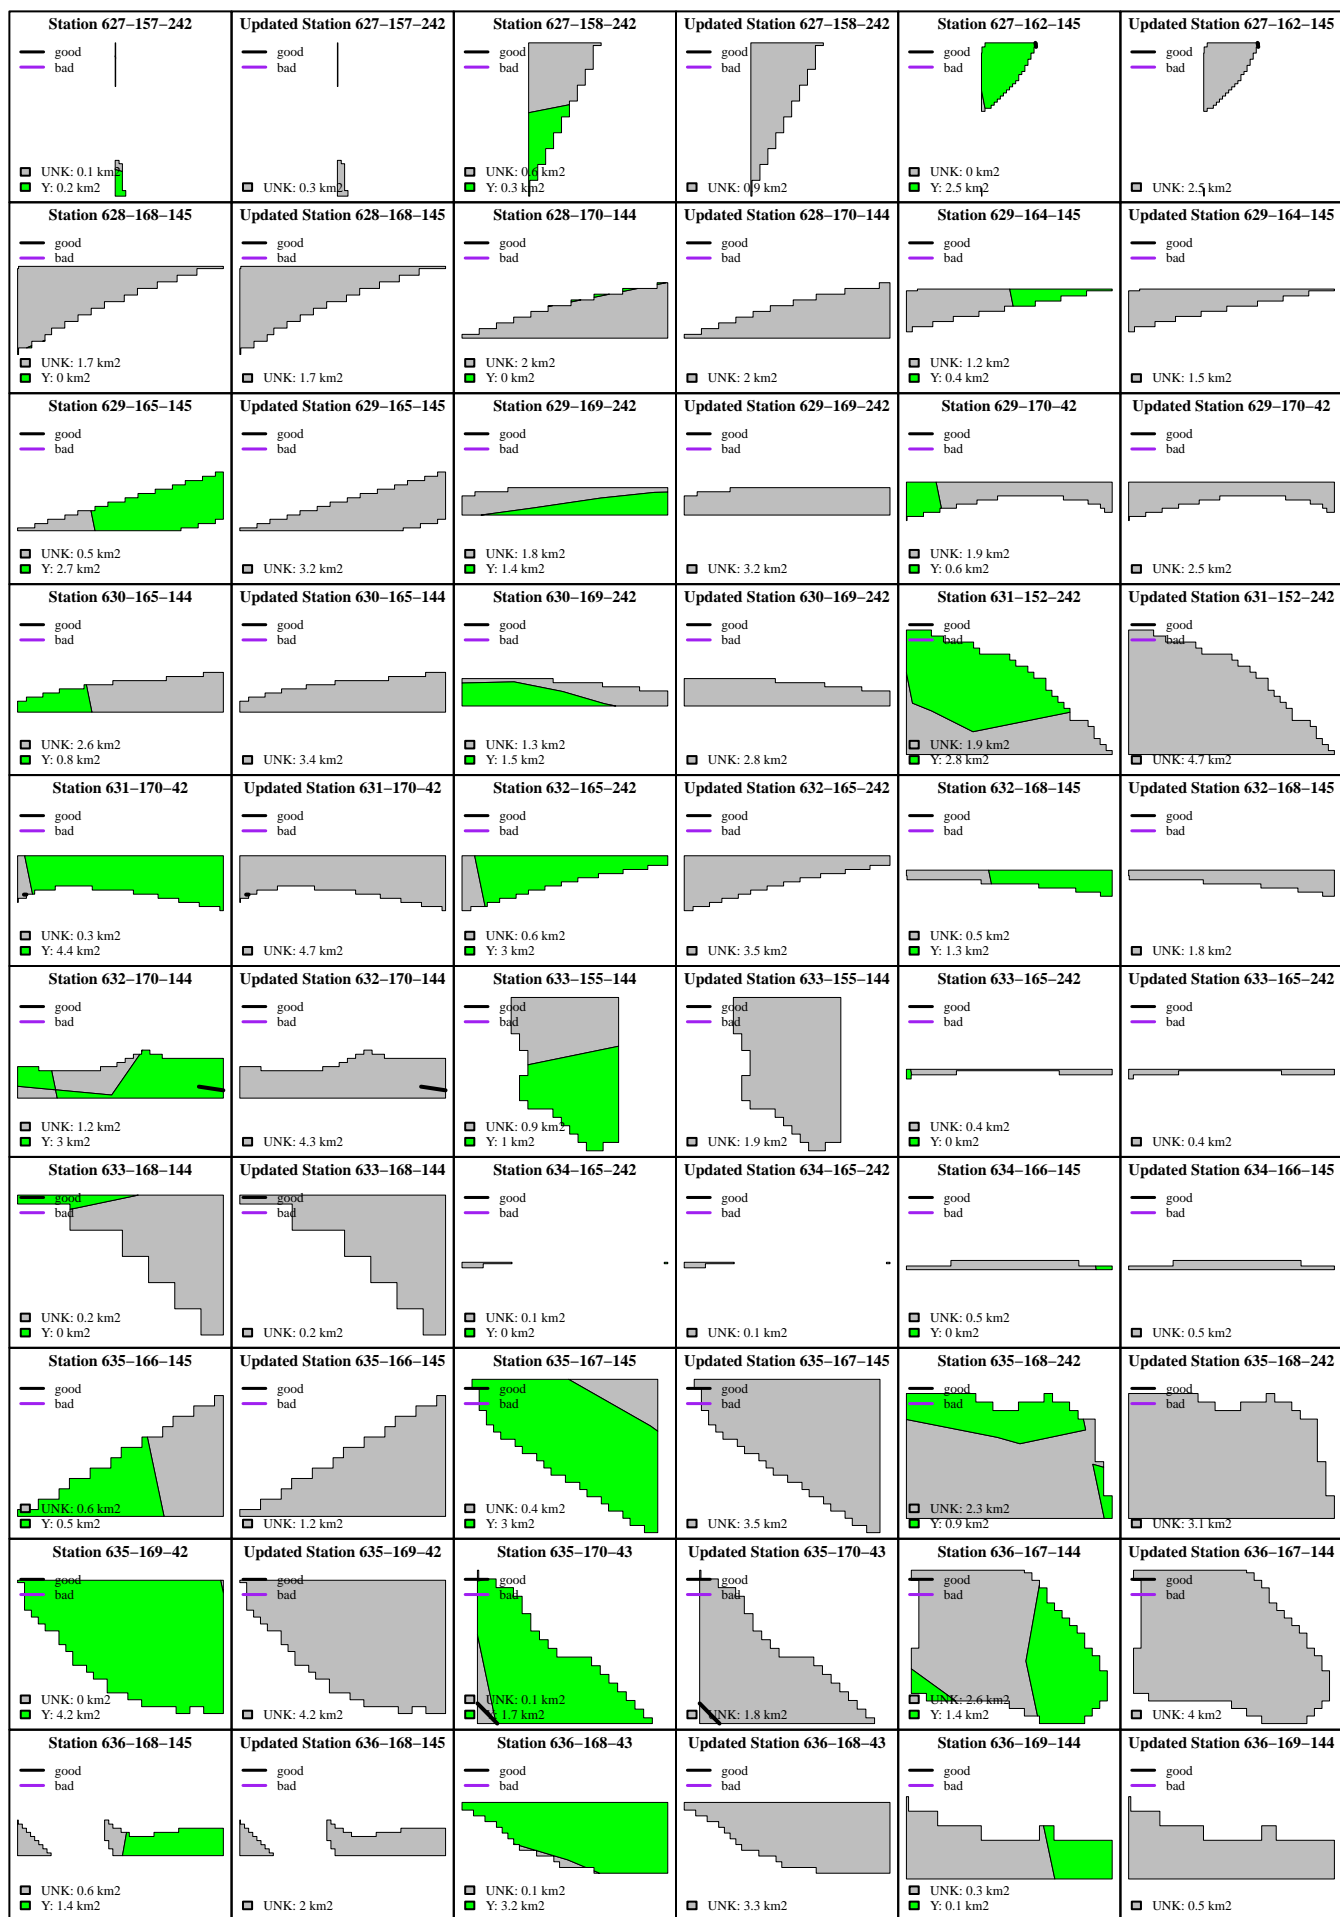 Station 627−157−242
good
bad
UNK: 0.1 km2
Y: 0.2 km2
Updated Station 627−157−242
good
bad
UNK: 0.3 km2
Station 627−158−242
good
bad
UNK: 0.6 km2
Y: 0.3 km2
Updated Station 627−158−242
good
bad
UNK: 0.9 km2
Station 627−162−145
good
bad
UNK: 0 km2
Y: 2.5 km2
Updated Station 627−162−145
good
bad
UNK: 2.5 km2
Station 628−168−145
good
bad
UNK: 1.7 km2
Y: 0 km2
Updated Station 628−168−145
good
bad
UNK: 1.7 km2
Station 628−170−144
good
bad
UNK: 2 km2
Y: 0 km2
Updated Station 628−170−144
good
bad
UNK: 2 km2
Station 629−164−145
good
bad
UNK: 1.2 km2
Y: 0.4 km2
Updated Station 629−164−145
good
bad
UNK: 1.5 km2
Station 629−165−145
good
bad
UNK: 0.5 km2
Y: 2.7 km2
Updated Station 629−165−145
good
bad
UNK: 3.2 km2
Station 629−169−242
good
bad
UNK: 1.8 km2
Y: 1.4 km2
Updated Station 629−169−242
good
bad
UNK: 3.2 km2
Station 629−170−42
good
bad
UNK: 1.9 km2
Y: 0.6 km2
Updated Station 629−170−42
good
bad
UNK: 2.5 km2
Station 630−165−144
good
bad
UNK: 2.6 km2
Y: 0.8 km2
Updated Station 630−165−144
good
bad
UNK: 3.4 km2
Station 630−169−242
good
bad
UNK: 1.3 km2
Y: 1.5 km2
Updated Station 630−169−242
good
bad
UNK: 2.8 km2
Station 631−152−242
good
bad
UNK: 1.9 km2
Y: 2.8 km2
Updated Station 631−152−242
good
bad
UNK: 4.7 km2
Station 631−170−42
good
bad
UNK: 0.3 km2
Y: 4.4 km2
Updated Station 631−170−42
good
bad
UNK: 4.7 km2
Station 632−165−242
good
bad
UNK: 0.6 km2
Y: 3 km2
Updated Station 632−165−242
good
bad
UNK: 3.5 km2
Station 632−168−145
good
bad
UNK: 0.5 km2
Y: 1.3 km2
Updated Station 632−168−145
good
bad
UNK: 1.8 km2
Station 632−170−144
good
bad
UNK: 1.2 km2
Y: 3 km2
Updated Station 632−170−144
good
bad
UNK: 4.3 km2
Station 633−155−144
good
bad
UNK: 0.9 km2
Y: 1 km2
Updated Station 633−155−144
good
bad
UNK: 1.9 km2
Station 633−165−242
good
bad
UNK: 0.4 km2
Y: 0 km2
Updated Station 633−165−242
good
bad
UNK: 0.4 km2
Station 633−168−144
good
bad
UNK: 0.2 km2
Y: 0 km2
Updated Station 633−168−144
good
bad
UNK: 0.2 km2
Station 634−165−242
good
bad
UNK: 0.1 km2
Y: 0 km2
Updated Station 634−165−242
good
bad
UNK: 0.1 km2
Station 634−166−145
good
bad
UNK: 0.5 km2
Y: 0 km2
Updated Station 634−166−145
good
bad
UNK: 0.5 km2
Station 635−166−145
good
bad
UNK: 0.6 km2
Y: 0.5 km2
Updated Station 635−166−145
good
bad
UNK: 1.2 km2
Station 635−167−145
good
bad
UNK: 0.4 km2
Y: 3 km2
Updated Station 635−167−145
good
bad
UNK: 3.5 km2
Station 635−168−242
good
bad
UNK: 2.3 km2
Y: 0.9 km2
Updated Station 635−168−242
good
bad
UNK: 3.1 km2
Station 635−169−42
good
bad
UNK: 0 km2
Y: 4.2 km2
Updated Station 635−169−42
good
bad
UNK: 4.2 km2
Station 635−170−43
good
bad
UNK: 0.1 km2
Y: 1.7 km2
Updated Station 635−170−43
good
bad
UNK: 1.8 km2
Station 636−167−144
good
bad
UNK: 2.6 km2
Y: 1.4 km2
Updated Station 636−167−144
good
bad
UNK: 4 km2
Station 636−168−145
good
bad
UNK: 0.6 km2
Y: 1.4 km2
Updated Station 636−168−145
good
bad
UNK: 2 km2
Station 636−168−43
good
bad
UNK: 0.1 km2
Y: 3.2 km2
Updated Station 636−168−43
good
bad
UNK: 3.3 km2
Station 636−169−144
good
bad
UNK: 0.3 km2
Y: 0.1 km2
Updated Station 636−169−144
good
bad
UNK: 0.5 km2